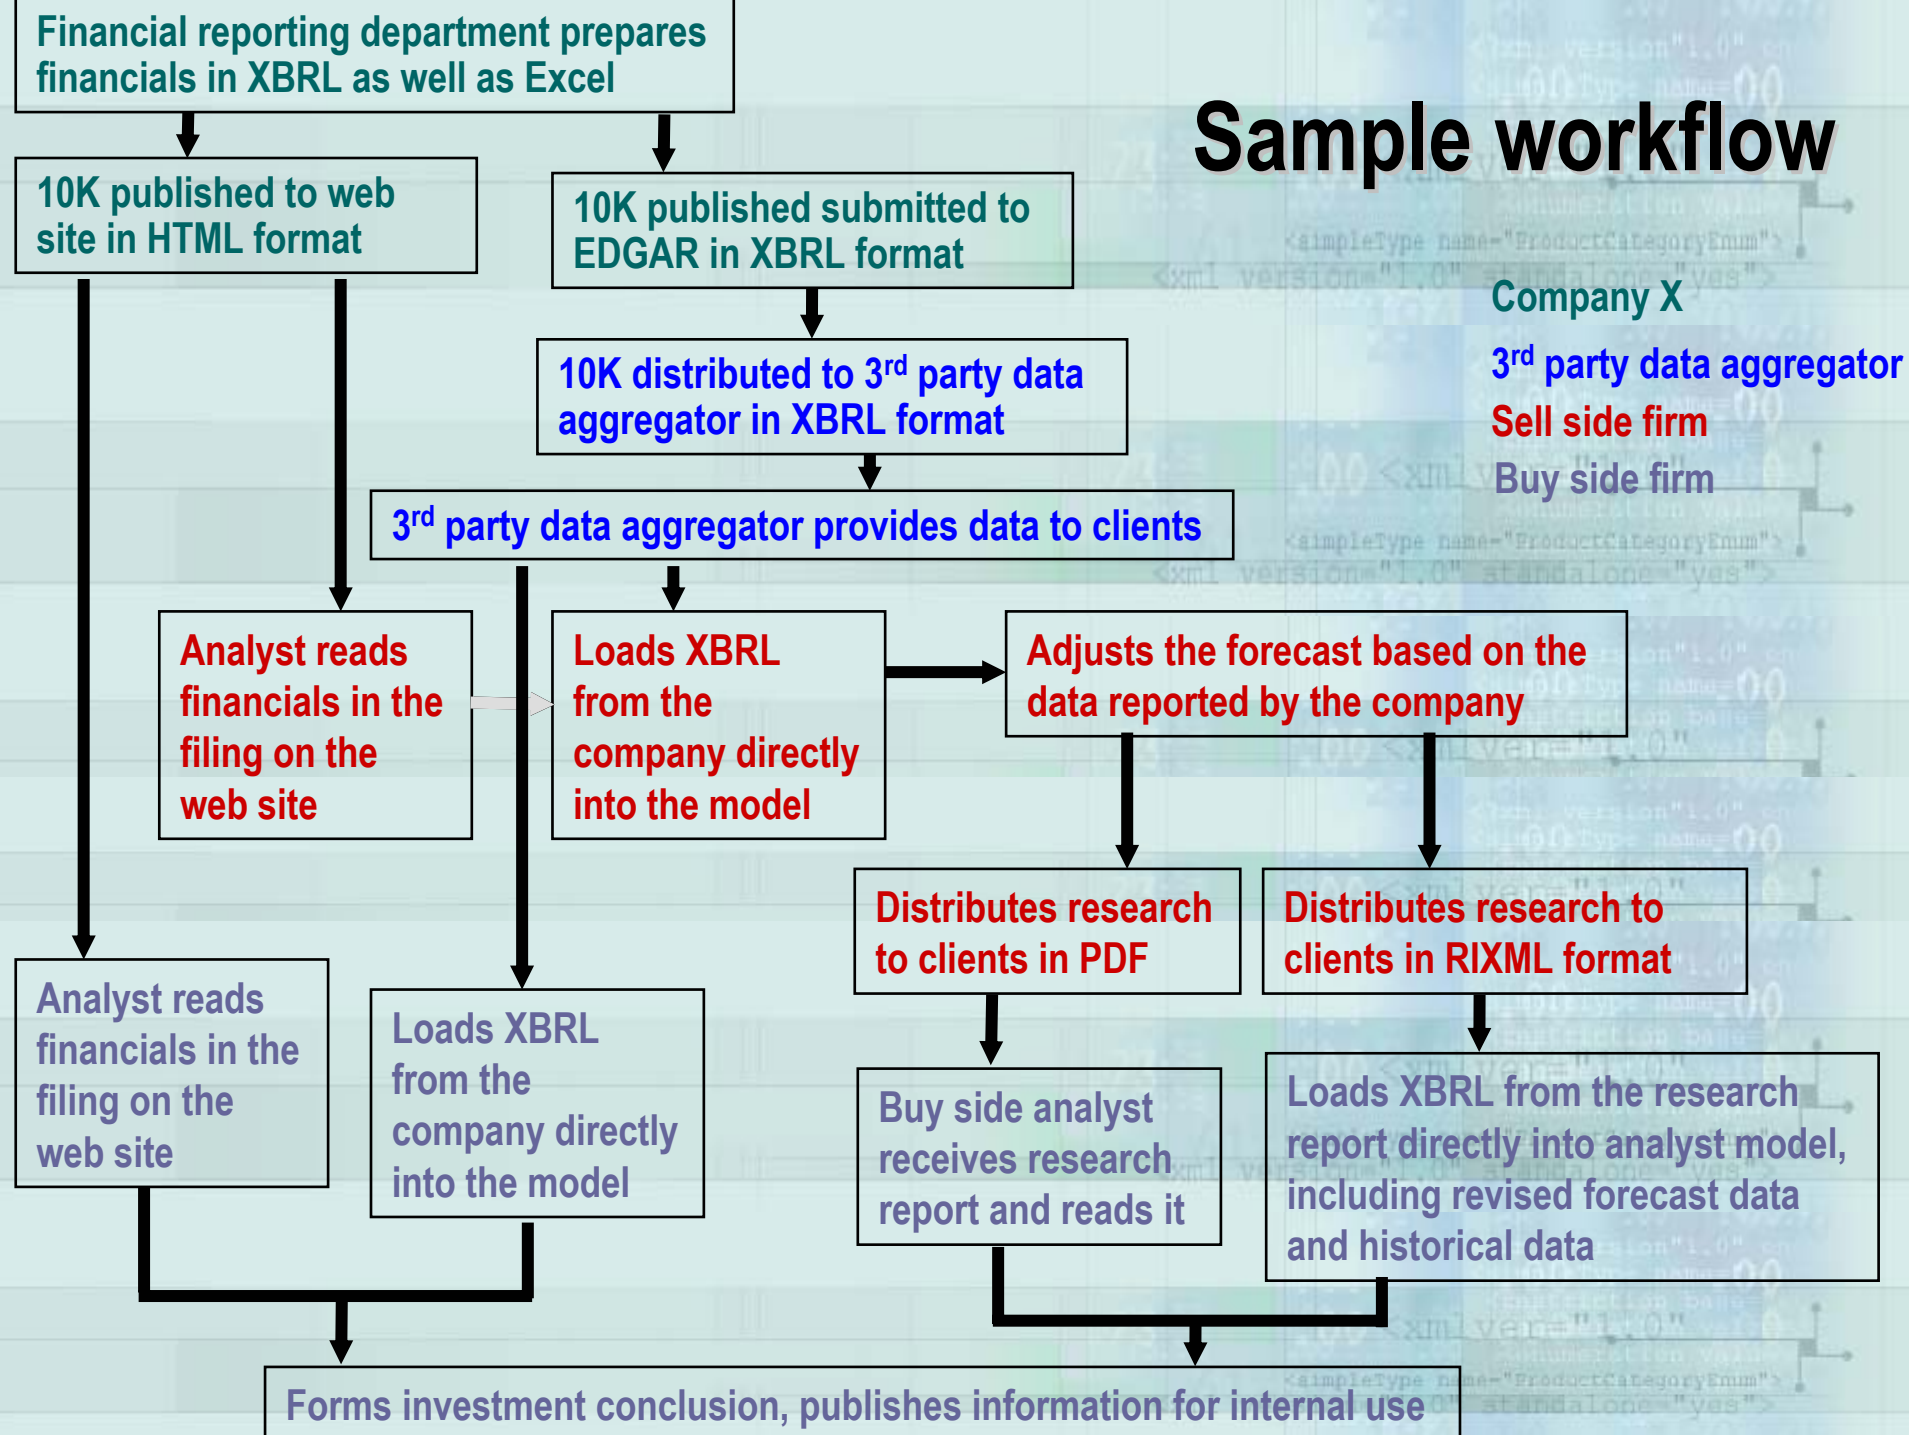 Financial reporting department prepares
financials in XBRL as well as Excel
Sample workflow
10K published to web
site in HTML format
10K published submitted to
EDGAR in XBRL format
Company X
3rd party data aggregator
Sell side firm
Buy side firm
10K distributed to 3rd party data
aggregator in XBRL format
3rd party data aggregator provides data to clients
Analyst reads
financials in the
filing on the
web site
Loads XBRL
from the
company directly
into the model
Adjusts the forecast based on the
data reported by the company
Distributes research
to clients in PDF
Distributes research to
clients in RIXML format
Analyst reads
financials in the
filing on the
web site
Loads XBRL
from the
company directly
into the model
Buy side analyst
receives research
report and reads it
Loads XBRL from the research
report directly into analyst model,
including revised forecast data
and historical data
Forms investment conclusion, publishes information for internal use